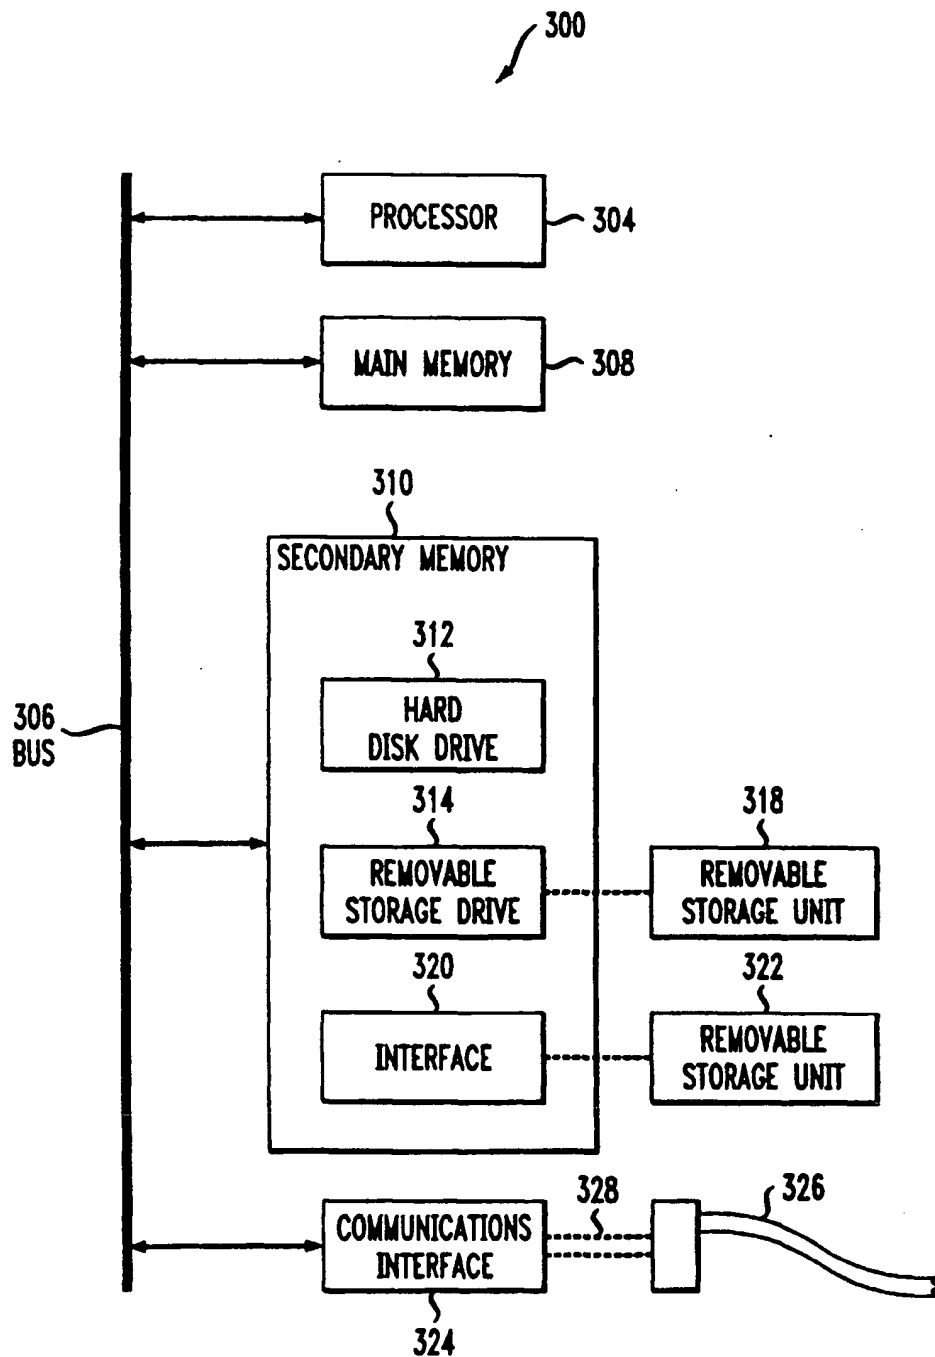 300
PROCESSOR
304
MAIN MEMORY
308
310
SECONDARY MEMORY
312
HARD
DISK DRIVE
306
BUS
314
REMOVABLE
STORAGE DRIVE
318
REMOVABLE
STORAGE UNIT
320
INTERFACE
322
REMOVABLE
STORAGE UNIT
COMMUNICATIONS
INTERFACE
324
328
326